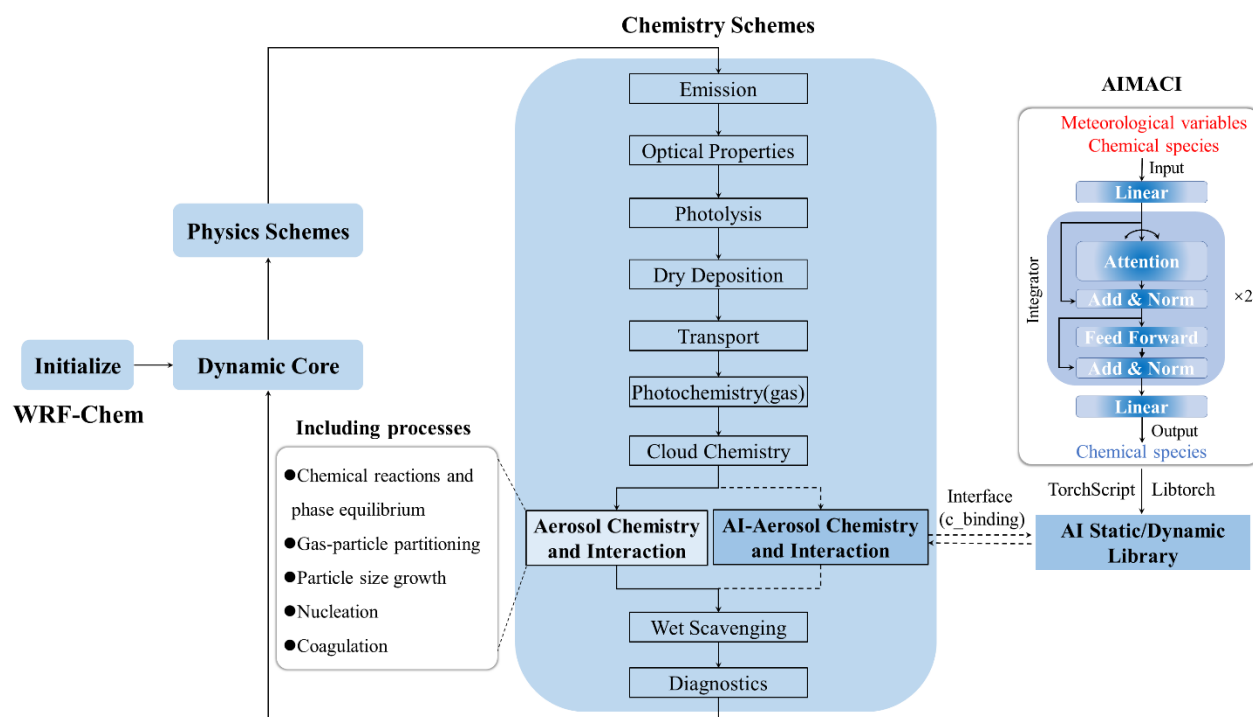 Chemistry Schemes
Emission
Optical Properties
Photolysis
Dry Deposition
Transport
Photochemistry(gas)
Cloud Chemistry
Aerosol Chemistry
and Interaction
AI-Aerosol Chemistry
and Interaction
Wet Scavenging
Diagnostics
Physics Schemes
Initialize
Dynamic Core
WRF-Chem
Including processes
●Chemical reactions and
phase equilibrium
●Gas-particle partitioning
●Particle size growth
●Nucleation
●Coagulation
AIMACI
Meteorological variables
Chemical species
Input
Linear
Integrator
Attention
Add & Norm
×2
Feed Forward
Add & Norm
Linear
Output
Chemical species
TorchScript
Libtorch
Interface
(c_binding)
AI Static/Dynamic
Library